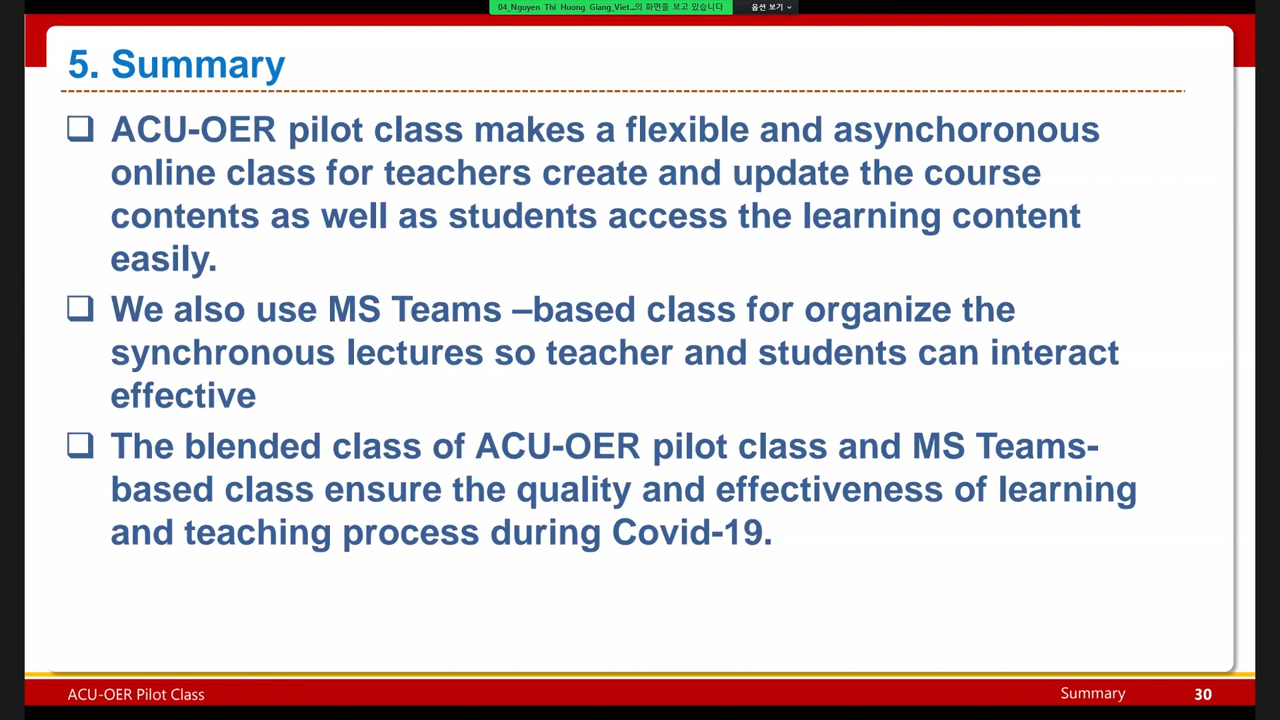 04_Nguyen Thi Huong Giang_Viet...의 화면을 보고 있습니다 옵션 보기
5. Summary
ACU-OER pilot class makes a flexible and asynchoronous
online class for teachers create and update the course
contents as well as students access the learning content
easily.
We also use MS Teams –based class for organize the
synchronous lectures so teacher and students can interact
effective
The blended class of ACU-OER pilot class and MS Teams-
based class ensure the quality and effectiveness of learning
and teaching process during Covid-19.
ACU-OER Pilot Class Summary 30